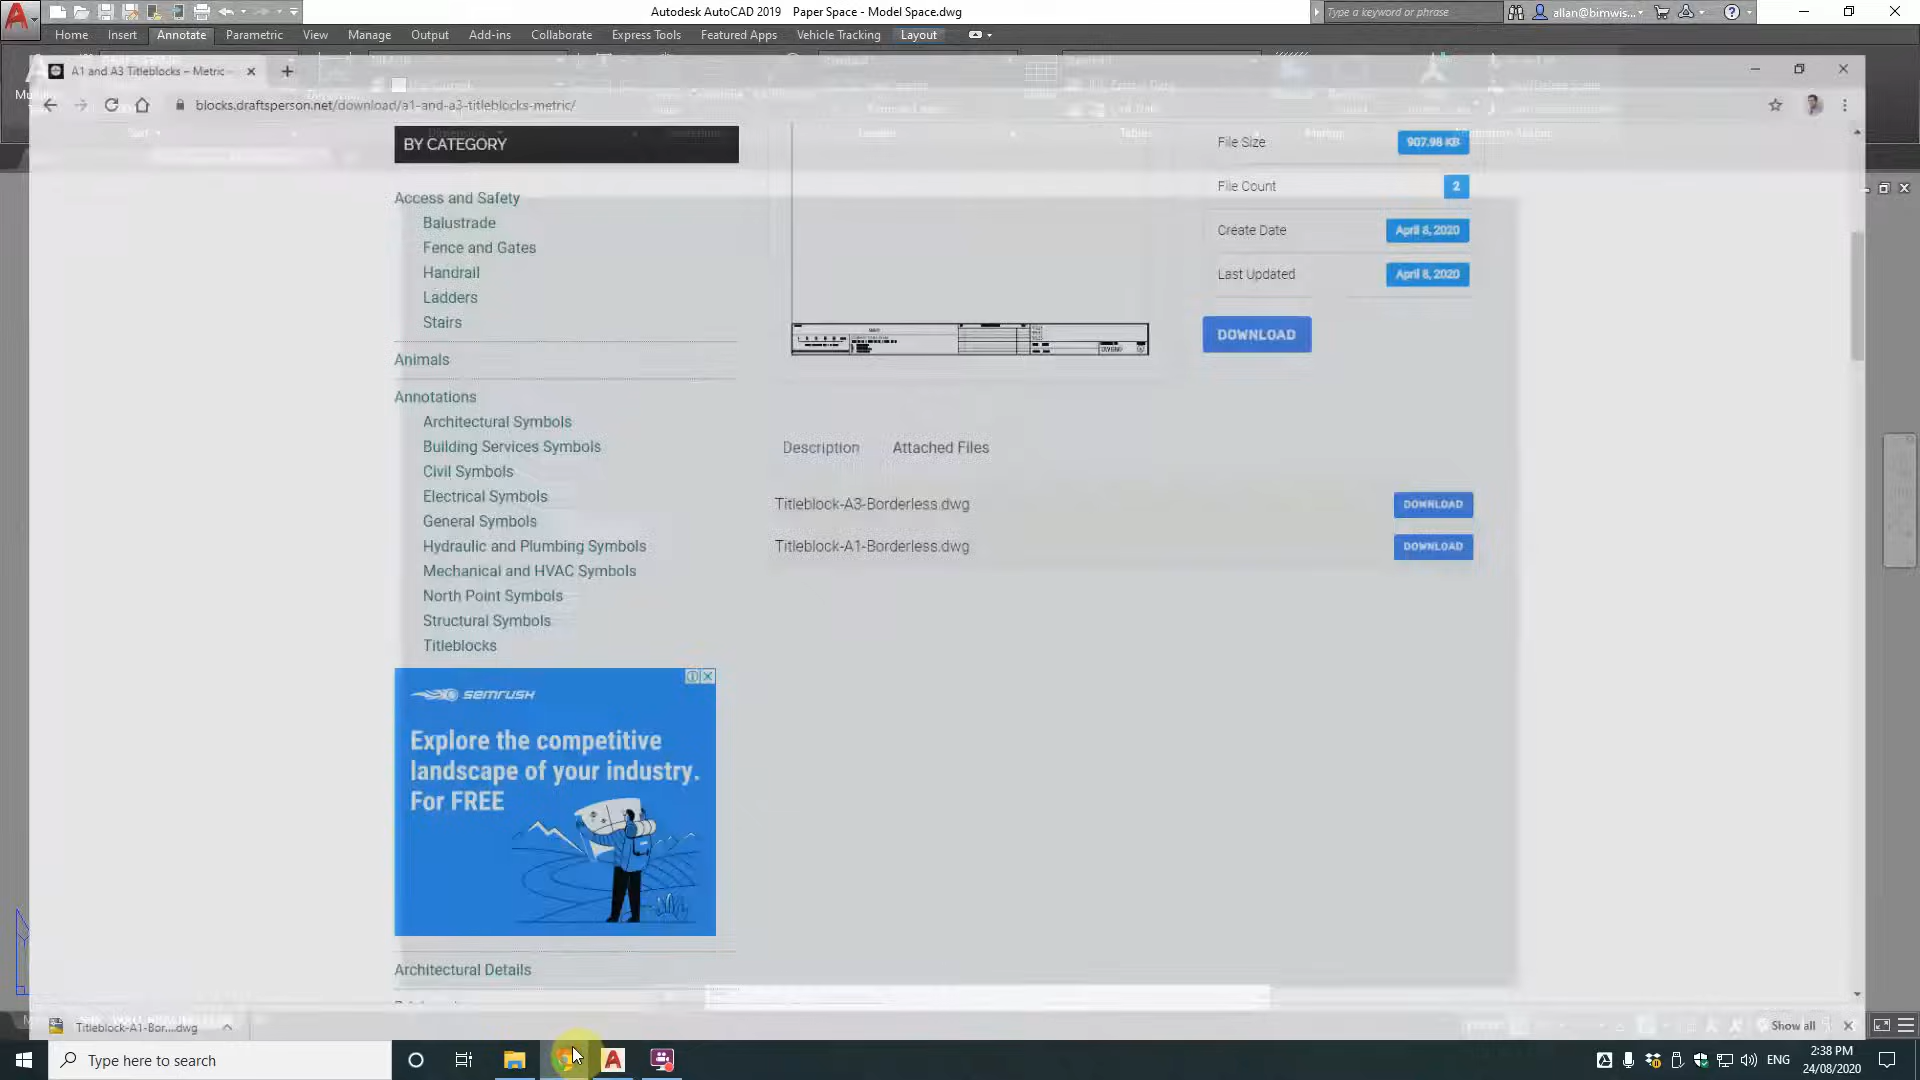 Autodesk AutoCAD 2019 Paper Space - Model Space.dwg
Type a keyword or phrase
allan@bimwis...
Home Insert Annotate Parametric View Manage Output Add-ins Collaborate Express Tools Featured Apps Vehicle Tracking Layout
A1 and A3 Titleblocks – Metric
blocks.draftsperson.net/download/a1-and-a3-titleblocks-metric/
BY CATEGORY
Access and Safety
Balustrade
Fence and Gates
Handrail
Ladders
Stairs
Animals
Annotations
Architectural Symbols
Building Services Symbols
Civil Symbols
Electrical Symbols
General Symbols
Hydraulic and Plumbing Symbols
Mechanical and HVAC Symbols
North Point Symbols
Structural Symbols
Titleblocks
File Size 907.98 KB
File Count 2
Create Date April 8, 2020
Last Updated April 8, 2020
DOWNLOAD
Description Attached Files
Titleblock-A3-Borderless.dwg DOWNLOAD
Titleblock-A1-Borderless.dwg DOWNLOAD
semrush
Explore the competitive
landscape of your industry.
For FREE
Architectural Details
Titleblock-A1-Bor....dwg
Show all
Type here to search
ENG
2:38 PM
24/08/2020